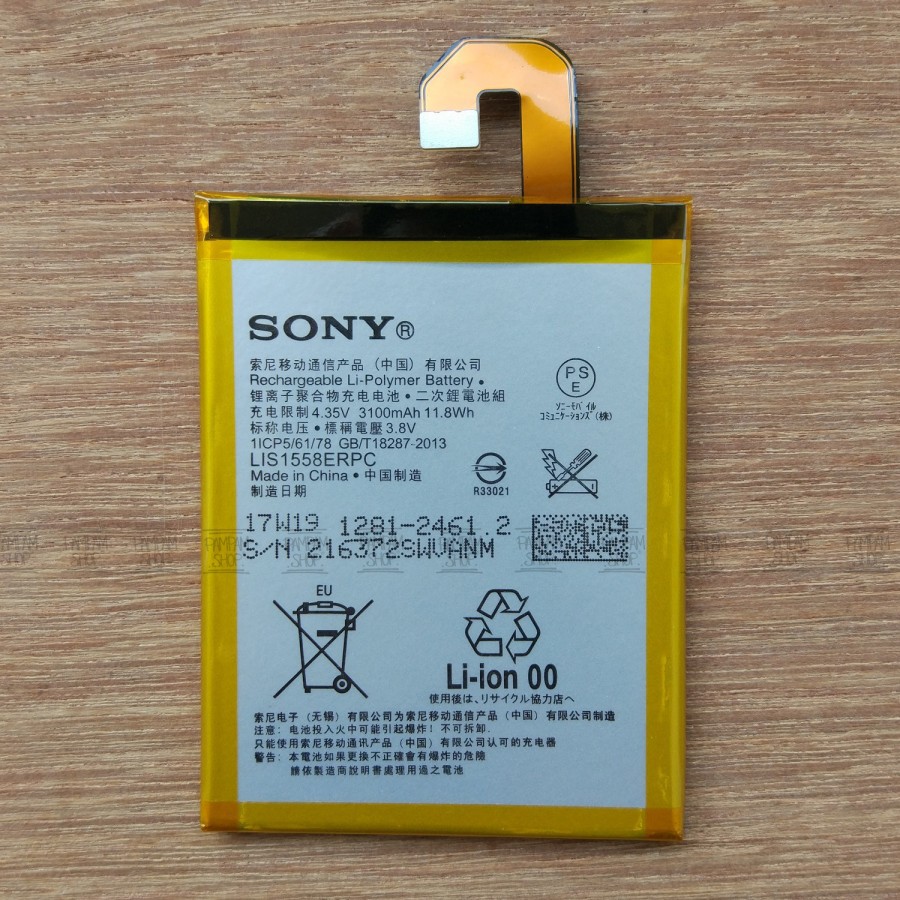 SONY®
索尼移动通信产品（中国）有限公司
Rechargeable Li-Polymer Battery •
锂离子聚合物充电电池 • 二次鋰電池組
充电限制 4.35V 3100mAh 11.8Wh
标称电压 • 標稱電壓 3.8V
1ICP5/61/78 GB/T18287-2013
LIS1558ERPC
Made in China • 中国制造
制造日期
PS
E
ソニーモバイル
コミュニケーションズ(株)
R33021
17W19 1281-2461.2
S/N 216372SWVANM
PAMPAM
SHOP
EU
Li-ion 00
使用後は、リサイクル協力店へ
索尼电子（无锡）有限公司为索尼移动通信产品（中国）有限公司制造
注意：电池投入火中可能引起爆炸！不可拆卸.
只能使用索尼移动通讯产品（中国）有限公司认可的充电器
警告：本電池如果更換不正確會有爆炸的危險
請依製造商說明書處理用過之電池